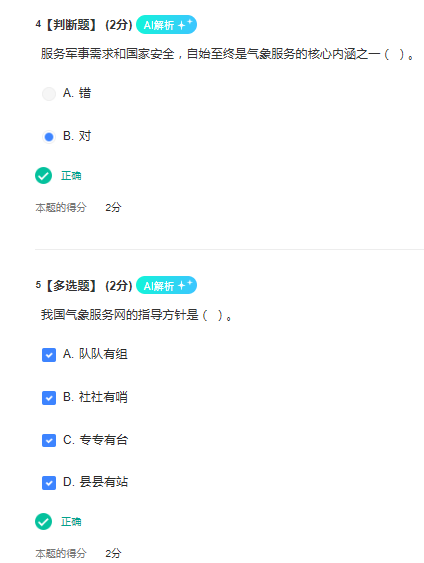 4【判断题】 (2分) AI解析
服务军事需求和国家安全，自始至终是气象服务的核心内涵之一（ ）。
A. 错
B. 对
正确
本题的得分 2分
5【多选题】 (2分) AI解析
我国气象服务网的指导方针是（ ）。
A. 队队有组
B. 社社有哨
C. 专专有台
D. 县县有站
正确
本题的得分 2分